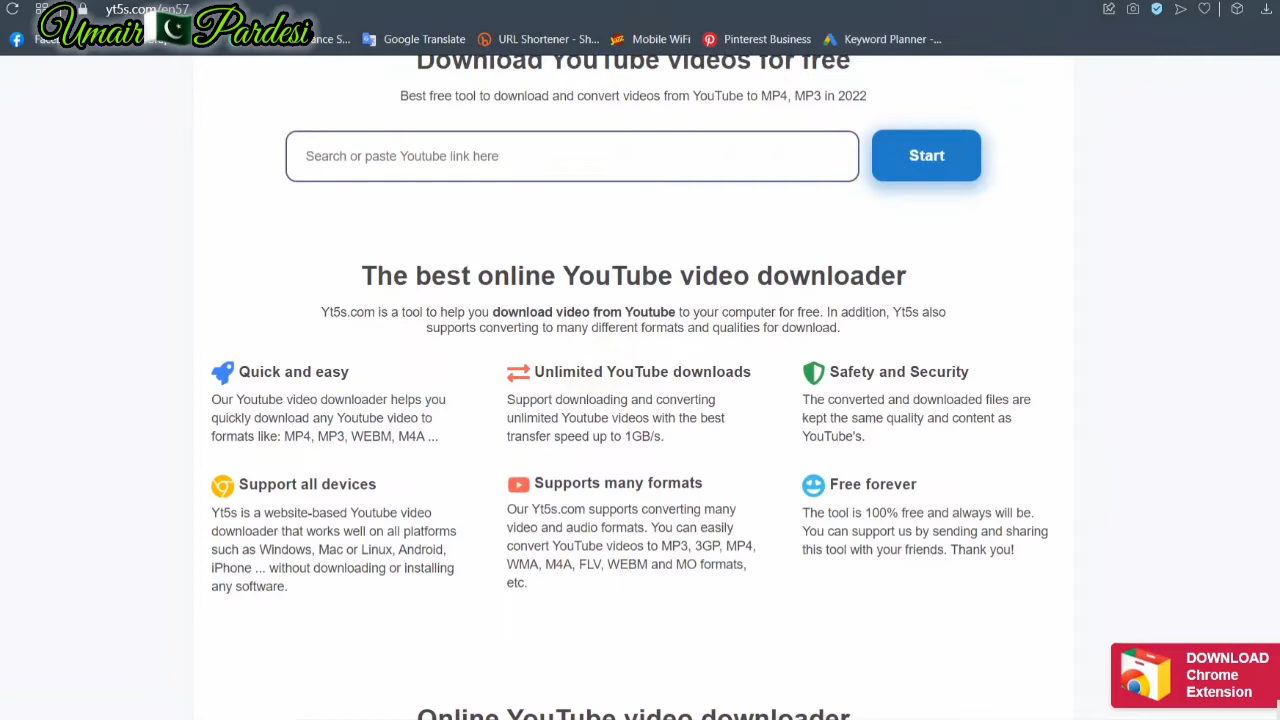 yt5s.com/en57
Umair Pardesi
Google Translate
URL Shortener - Sh...
Mobile WiFi
Pinterest Business
Keyword Planner -...
Download YouTube videos for free
Best free tool to download and convert videos from YouTube to MP4, MP3 in 2022
Search or paste Youtube link here
Start
The best online YouTube video downloader
Yt5s.com is a tool to help you download video from Youtube to your computer for free. In addition, Yt5s also
supports converting to many different formats and qualities for download.
Quick and easy
Our Youtube video downloader helps you
quickly download any Youtube video to
formats like: MP4, MP3, WEBM, M4A ...
Unlimited YouTube downloads
Support downloading and converting
unlimited Youtube videos with the best
transfer speed up to 1GB/s.
Safety and Security
The converted and downloaded files are
kept the same quality and content as
YouTube's.
Support all devices
Yt5s is a website-based Youtube video
downloader that works well on all platforms
such as Windows, Mac or Linux, Android,
iPhone ... without downloading or installing
any software.
Supports many formats
Our Yt5s.com supports converting many
video and audio formats. You can easily
convert YouTube videos to MP3, 3GP, MP4,
WMA, M4A, FLV, WEBM and MO formats,
etc.
Free forever
The tool is 100% free and always will be.
You can support us by sending and sharing
this tool with your friends. Thank you!
DOWNLOAD
Chrome
Extension
Online YouTube video downloader